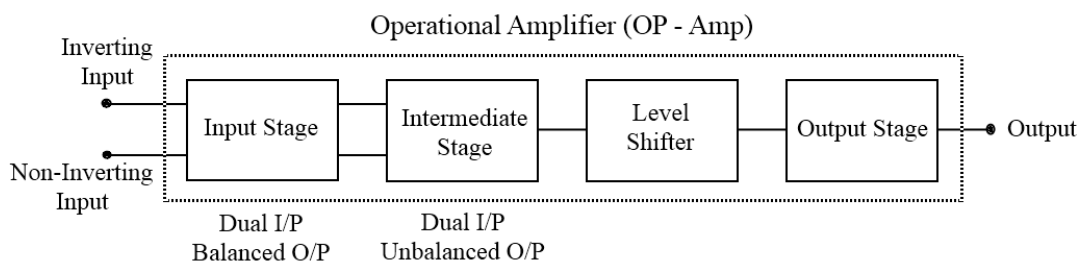 Operational Amplifier (OP - Amp)
Inverting
Input
Non-Inverting
Input
Input Stage
Intermediate
Stage
Level
Shifter
Output Stage
Output
Dual I/P
Balanced O/P
Dual I/P
Unbalanced O/P